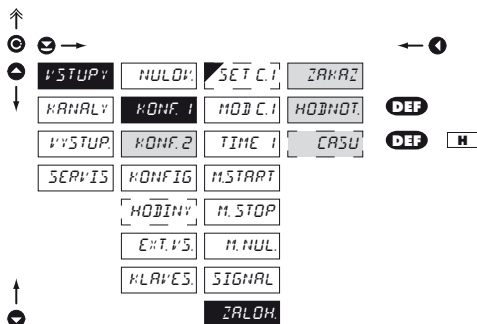 VSTUPY NULOV. SET C.1 ZAKAZ
KANALY KONF. 1 MOD C.1 HODNOT. DEF
VYSTUP. KONF. 2 TIME 1 CASU DEF H
SERVIS KONFIG M.START
HODINY M. STOP
EXT. VS. M. NUL.
KLAVES. SIGNAL
ZALOH.